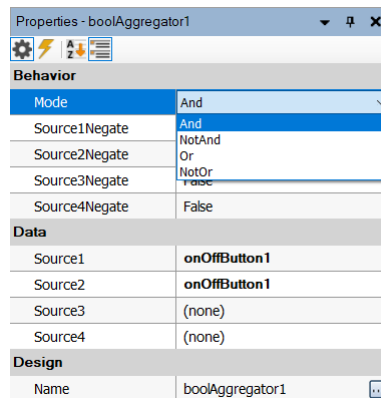 Properties - boolAggregator1
Behavior
Mode And
Source1Negate And
Source2Negate NotAnd
Or
Source3Negate NotOr
Source4Negate False
Data
Source1 onOffButton1
Source2 onOffButton1
Source3 (none)
Source4 (none)
Design
Name boolAggregator1